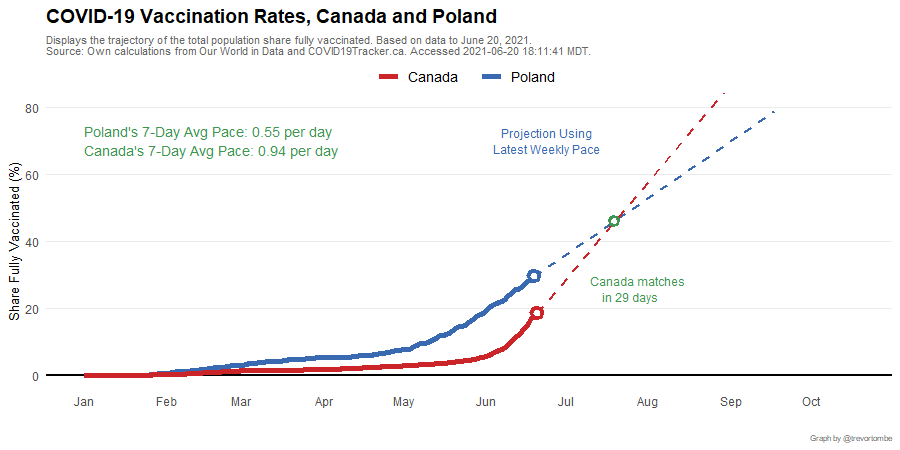 COVID-19 Vaccination Rates, Canada and Poland
Displays the trajectory of the total population share fully vaccinated. Based on data to June 20, 2021.
Source: Own calculations from Our World in Data and COVID19Tracker.ca. Accessed 2021-06-20 18:11:41 MDT.
Canada Poland
Poland's 7-Day Avg Pace: 0.55 per day
Canada's 7-Day Avg Pace: 0.94 per day
Projection Using
Latest Weekly Pace
Canada matches
in 29 days
Share Fully Vaccinated (%)
80
60
40
20
0
Jan Feb Mar Apr May Jun Jul Aug Sep Oct
Graph by @trevortombe